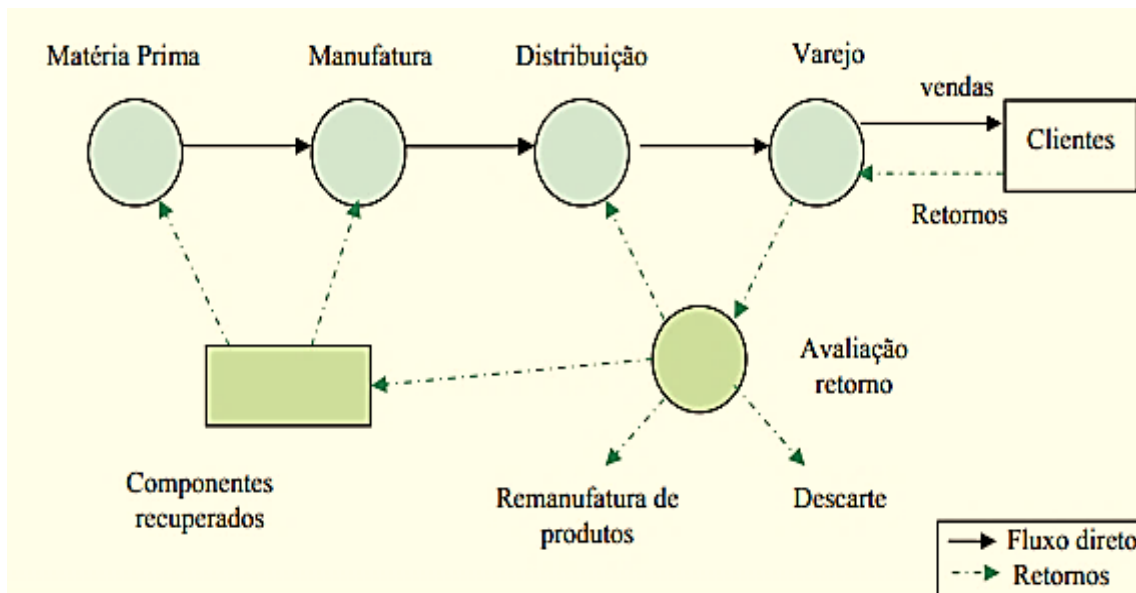 Matéria Prima
Manufatura
Distribuição
Varejo
vendas
Clientes
Retornos
Avaliação
retorno
Componentes
recuperados
Remanufatura de
produtos
Descarte
Fluxo direto
Retornos